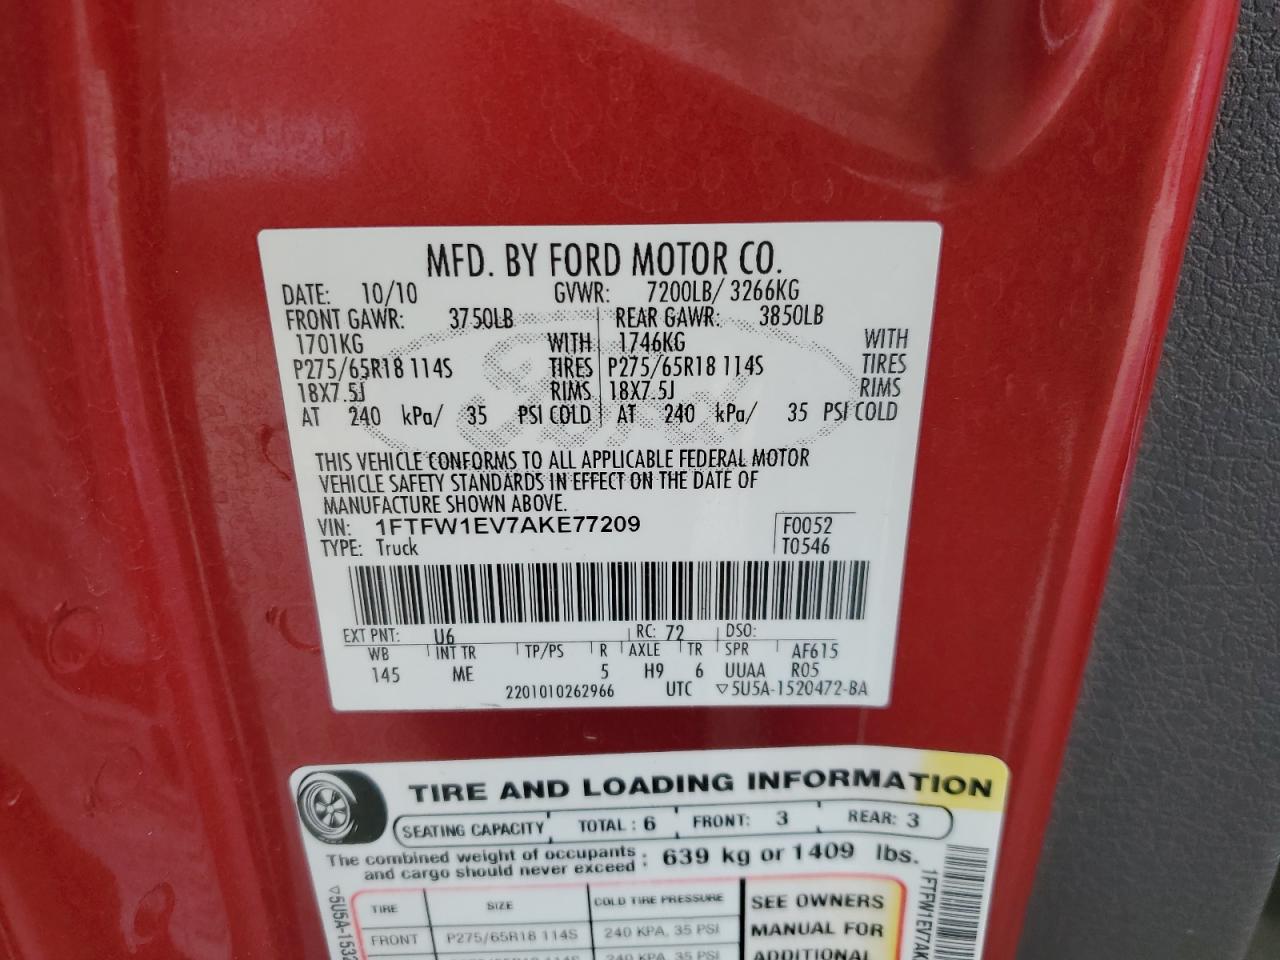 MFD. BY FORD MOTOR CO.
DATE: 10/10 GVWR: 7200LB/ 3266KG
FRONT GAWR: 3750LB REAR GAWR: 3850LB
1701KG WITH 1746KG WITH
P275/65R18 114S TIRES P275/65R18 114S TIRES
18X7.5J RIMS 18X7.5J RIMS
AT 240 kPa/ 35 PSI COLD AT 240 kPa/ 35 PSI COLD
Ford
THIS VEHICLE CONFORMS TO ALL APPLICABLE FEDERAL MOTOR
VEHICLE SAFETY STANDARDS IN EFFECT ON THE DATE OF
MANUFACTURE SHOWN ABOVE.
VIN: 1FTFW1EV7AKE77209 F0052
TYPE: Truck T0546
EXT PNT: U6 RC: 72 DSO:
WB INT TR TP/PS R AXLE TR SPR AF615
145 ME 5 H9 6 UUAA R05
2201010262966 UTC ▽5U5A-1520472-BA
TIRE AND LOADING INFORMATION
SEATING CAPACITY TOTAL : 6 FRONT: 3 REAR: 3
The combined weight of occupants
and cargo should never exceed : 639 kg or 1409 lbs.
TIRE SIZE COLD TIRE PRESSURE SEE OWNERS
FRONT P275/65R18 114S 240 KPA, 35 PSI MANUAL FOR
ADDITIONAL
▽5U5A-1532
1FTFW1EV7AK